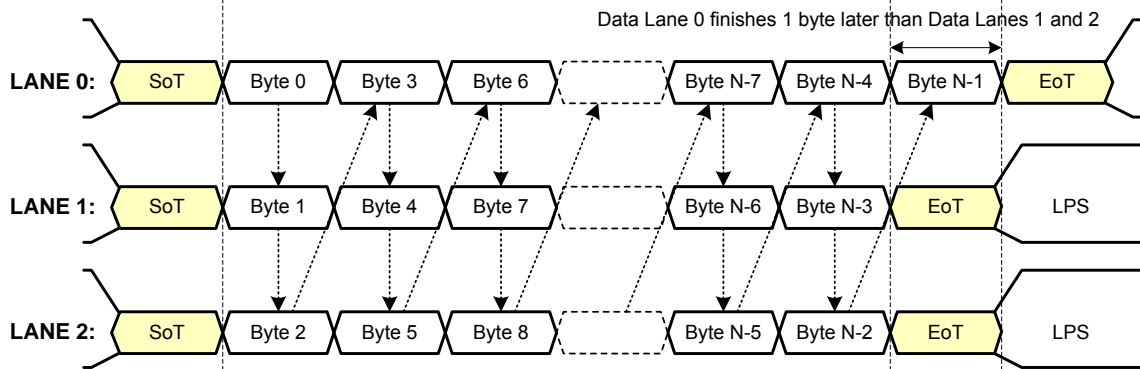 Data Lane 0 finishes 1 byte later than Data Lanes 1 and 2
LANE 0: SoT Byte 0 Byte 3 Byte 6 Byte N-7 Byte N-4 Byte N-1 EoT
LANE 1: SoT Byte 1 Byte 4 Byte 7 Byte N-6 Byte N-3 EoT LPS
LANE 2: SoT Byte 2 Byte 5 Byte 8 Byte N-5 Byte N-2 EoT LPS